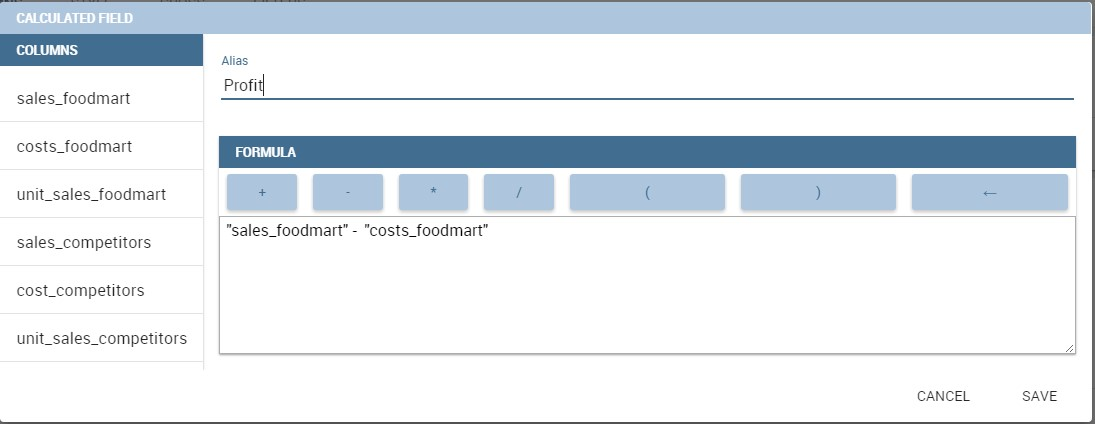 CALCULATED FIELD
COLUMNS
sales_foodmart
costs_foodmart
unit_sales_foodmart
sales_competitors
cost_competitors
unit_sales_competitors
Alias
Profit
FORMULA
+ - * / ( ) ←
"sales_foodmart" - "costs_foodmart"
CANCEL SAVE